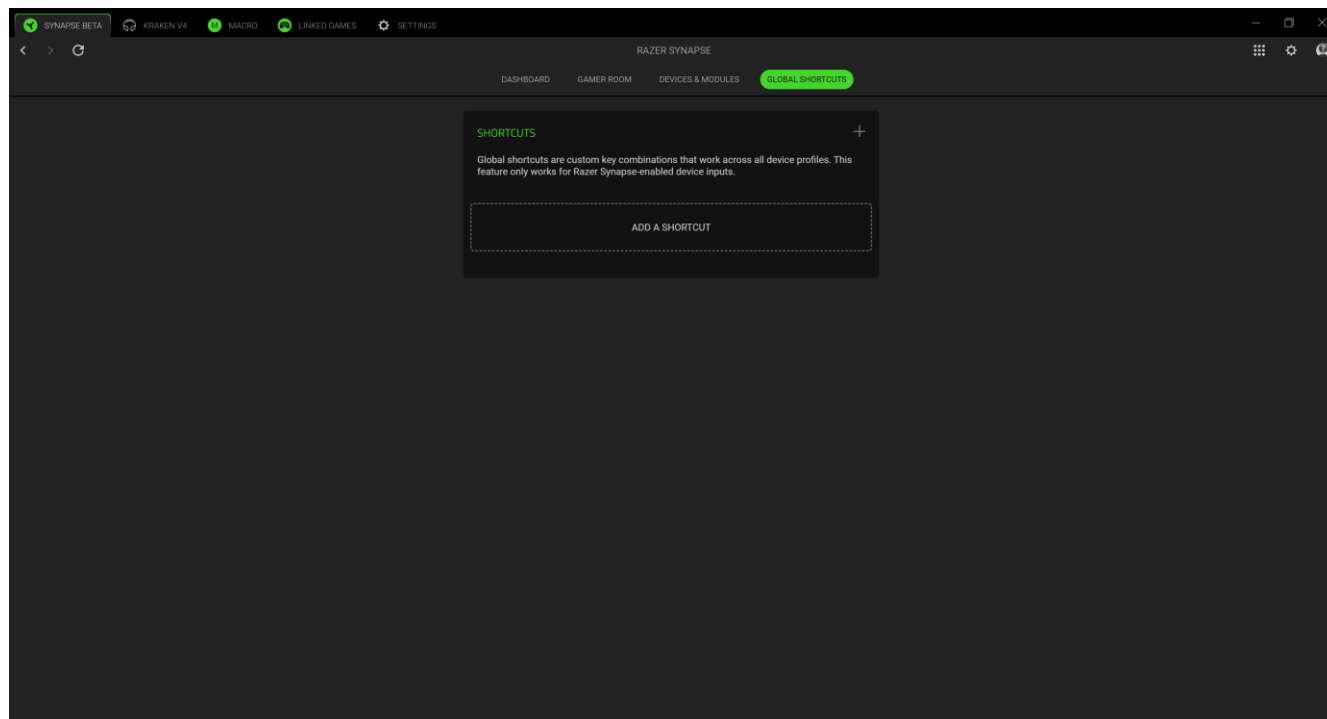 SYNAPSE BETA KRAKEN V4 M MACRO LINKED GAMES SETTINGS
RAZER SYNAPSE
DASHBOARD GAMER ROOM DEVICES & MODULES GLOBAL SHORTCUTS
SHORTCUTS
Global shortcuts are custom key combinations that work across all device profiles. This
feature only works for Razer Synapse-enabled device inputs.
ADD A SHORTCUT